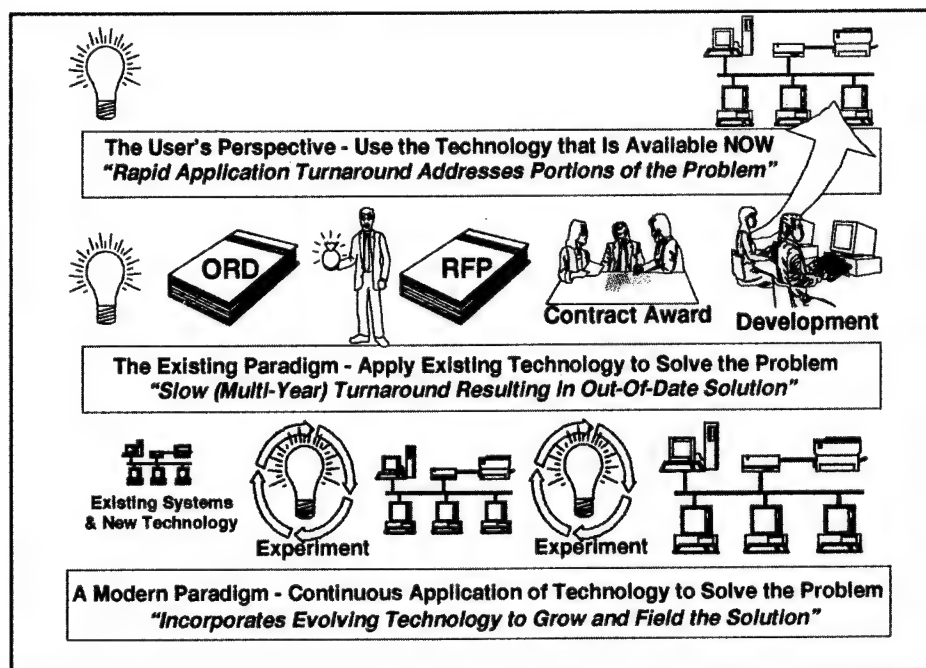 The User's Perspective - Use the Technology that Is Available NOW
"Rapid Application Turnaround Addresses Portions of the Problem"
ORD
RFP
Contract Award
Development
The Existing Paradigm - Apply Existing Technology to Solve the Problem
"Slow (Multi-Year) Turnaround Resulting in Out-Of-Date Solution"
Existing Systems
& New Technology
Experiment
Experiment
A Modern Paradigm - Continuous Application of Technology to Solve the Problem
"Incorporates Evolving Technology to Grow and Field the Solution"